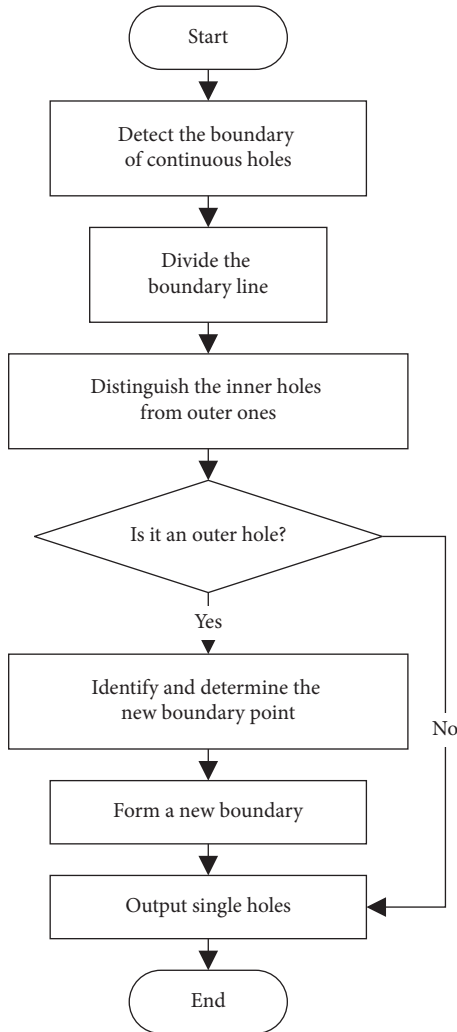 Start
Detect the boundary
of continuous holes
Divide the
boundary line
Distinguish the inner holes
from outer ones
Is it an outer hole?
Yes
Identify and determine the
new boundary point
No
Form a new boundary
Output single holes
End